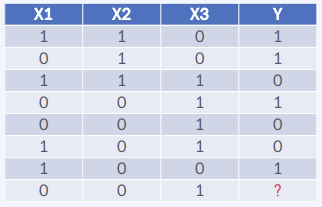 X1 X2 X3 Y
1 1 0 1
0 1 0 1
1 1 1 0
0 0 1 1
0 0 1 0
1 0 1 0
1 0 0 1
0 0 1 ?